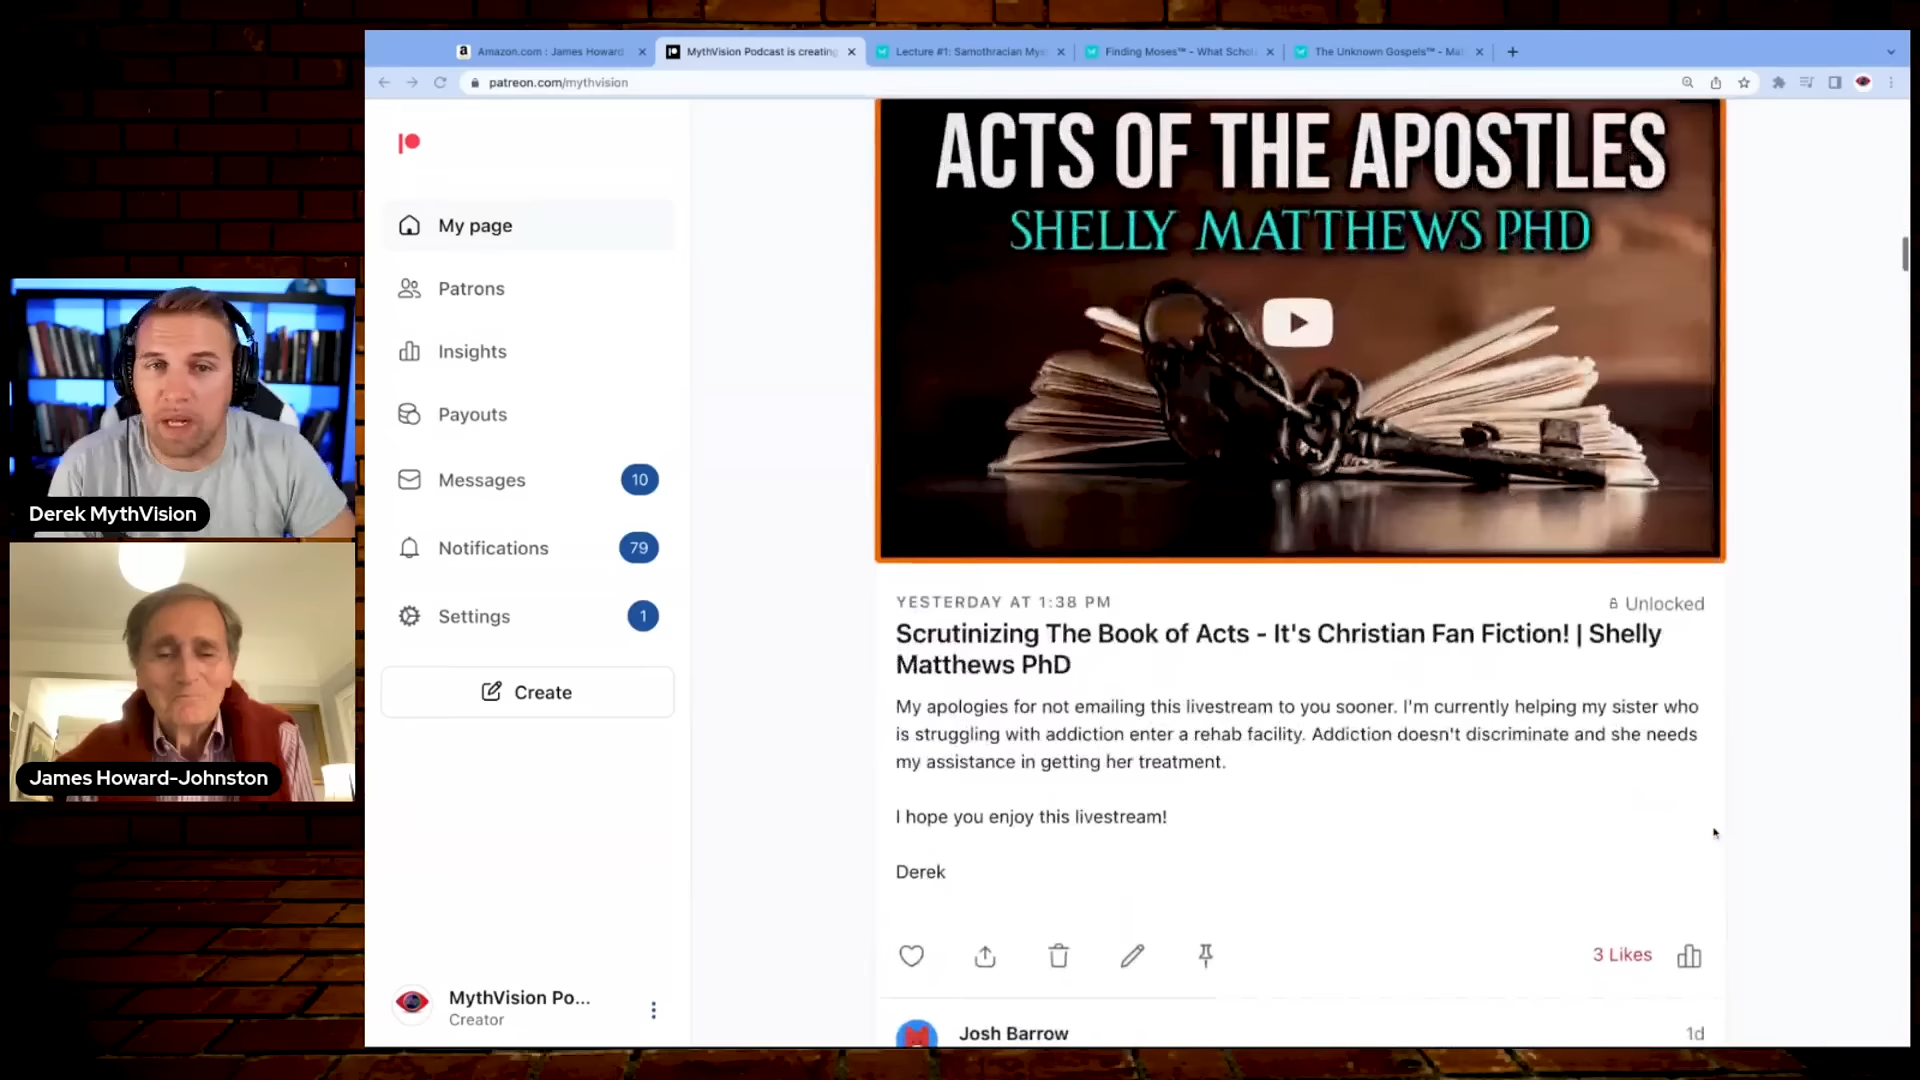 Amazon.com : James Howard
MythVision Podcast is creating
Lecture #1: Samothracian Mys
Finding Moses™ - What Schol
The Unknown Gospels™ - Ma
patreon.com/mythvision
My page
Patrons
Insights
Payouts
Messages
10
Notifications
79
Settings
1
Create
MythVision Po...
Creator
ACTS OF THE APOSTLES
SHELLY MATTHEWS PHD
YESTERDAY AT 1:38 PM
Unlocked
Scrutinizing The Book of Acts - It's Christian Fan Fiction! | Shelly
Matthews PhD
My apologies for not emailing this livestream to you sooner. I'm currently helping my sister who
is struggling with addiction enter a rehab facility. Addiction doesn't discriminate and she needs
my assistance in getting her treatment.
I hope you enjoy this livestream!
Derek
3 Likes
Josh Barrow
1d
Derek MythVision
James Howard-Johnston